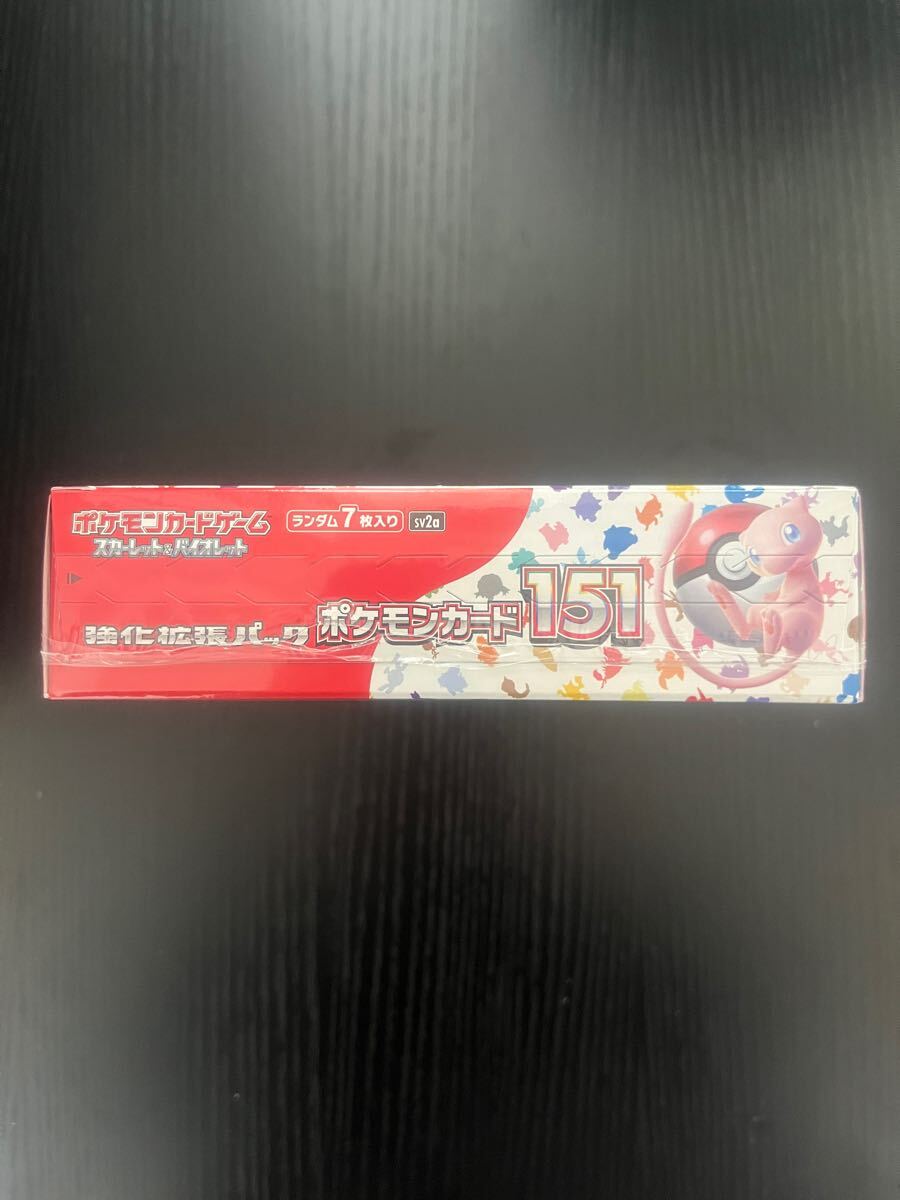 ポケモンカードゲーム
スカーレット&バイオレット
ランダム7枚入り sv2a
強化拡張パック ポケモンカード151